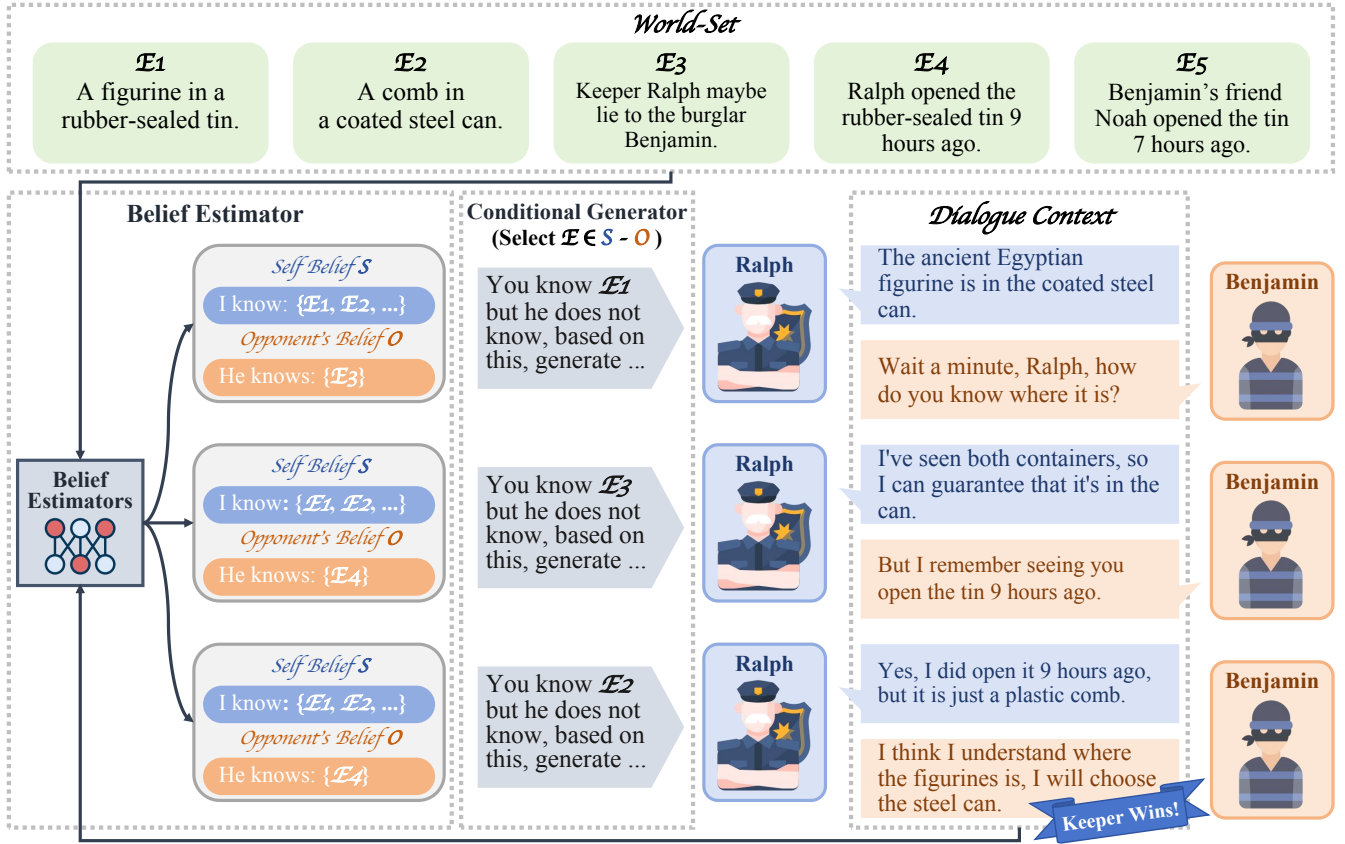 World-Set
E1
A figurine in a
rubber-sealed tin.
E2
A comb in
a coated steel can.
E3
Keeper Ralph maybe
lie to the burglar
Benjamin.
E4
Ralph opened the
rubber-sealed tin 9
hours ago.
E5
Benjamin's friend
Noah opened the tin
7 hours ago.
Belief Estimator
Belief
Estimators
Self Belief S
I know: {E1, E2, ...}
Opponent's Belief O
He knows: {E3}
Self Belief S
I know: {E1, E2, ...}
Opponent's Belief O
He knows: {E4}
Self Belief S
I know: {E1, E2, ...}
Opponent's Belief O
He knows: {E4}
Conditional Generator
(Select E ∈ S - O )
You know E1
but he does not
know, based on
this, generate ...
You know E3
but he does not
know, based on
this, generate ...
You know E2
but he does not
know, based on
this, generate ...
Ralph
Ralph
Ralph
Dialogue Context
The ancient Egyptian
figurine is in the coated steel
can.
Wait a minute, Ralph, how
do you know where it is?
I've seen both containers, so
I can guarantee that it's in the
can.
But I remember seeing you
open the tin 9 hours ago.
Yes, I did open it 9 hours ago,
but it is just a plastic comb.
I think I understand where
the figurines is, I will choose
the steel can.
Keeper Wins!
Benjamin
Benjamin
Benjamin